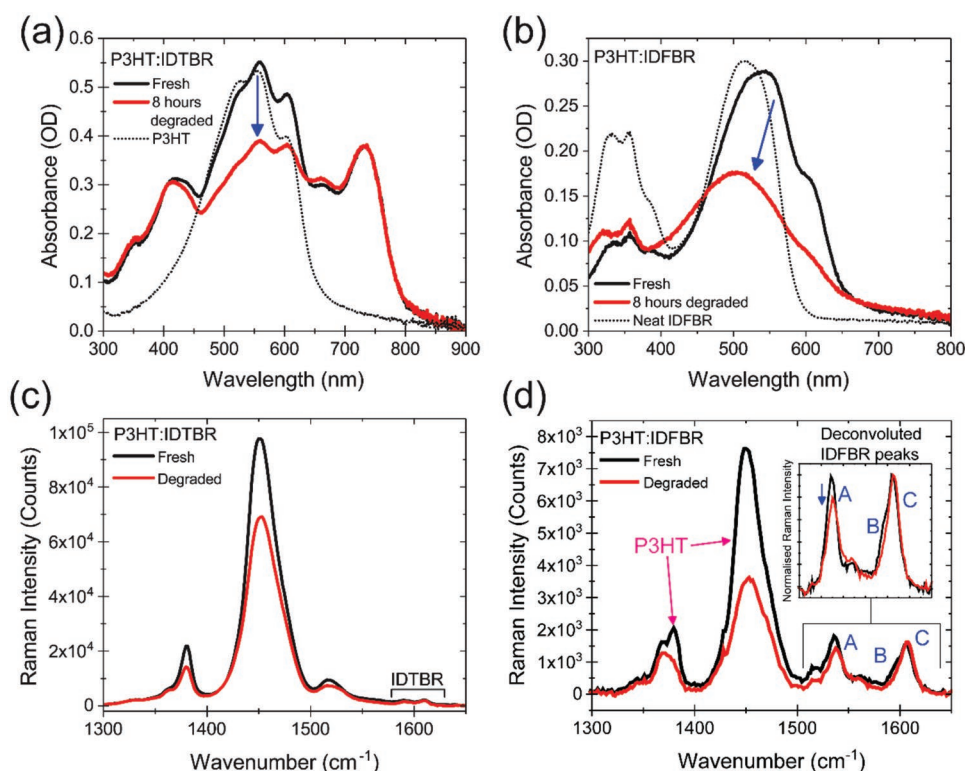 (a)
P3HT:IDTBR
Fresh
8 hours
degraded
P3HT
Absorbance (OD)
0.6
0.5
0.4
0.3
0.2
0.1
0.0
300 400 500 600 700 800 900
Wavelength (nm)
(b)
P3HT:IDFBR
Absorbance (OD)
0.30
0.25
0.20
0.15
0.10
0.05
0.00
Fresh
8 hours degraded
Neat IDFBR
300 400 500 600 700 800
Wavelength (nm)
(c)
P3HT:IDTBR
Fresh
Degraded
Raman Intensity (Counts)
1x10⁵
8x10⁴
6x10⁴
4x10⁴
2x10⁴
0
IDTBR
1300 1400 1500 1600
Wavenumber (cm⁻¹)
(d)
P3HT:IDFBR
Fresh
Degraded
Raman Intensity (Counts)
8x10³
7x10³
6x10³
5x10³
4x10³
3x10³
2x10³
1x10³
0
P3HT
Deconvoluted
IDFBR peaks
Normalised Raman Intensity
A
B
C
A
B
C
1300 1400 1500 1600
Wavenumber (cm⁻¹)